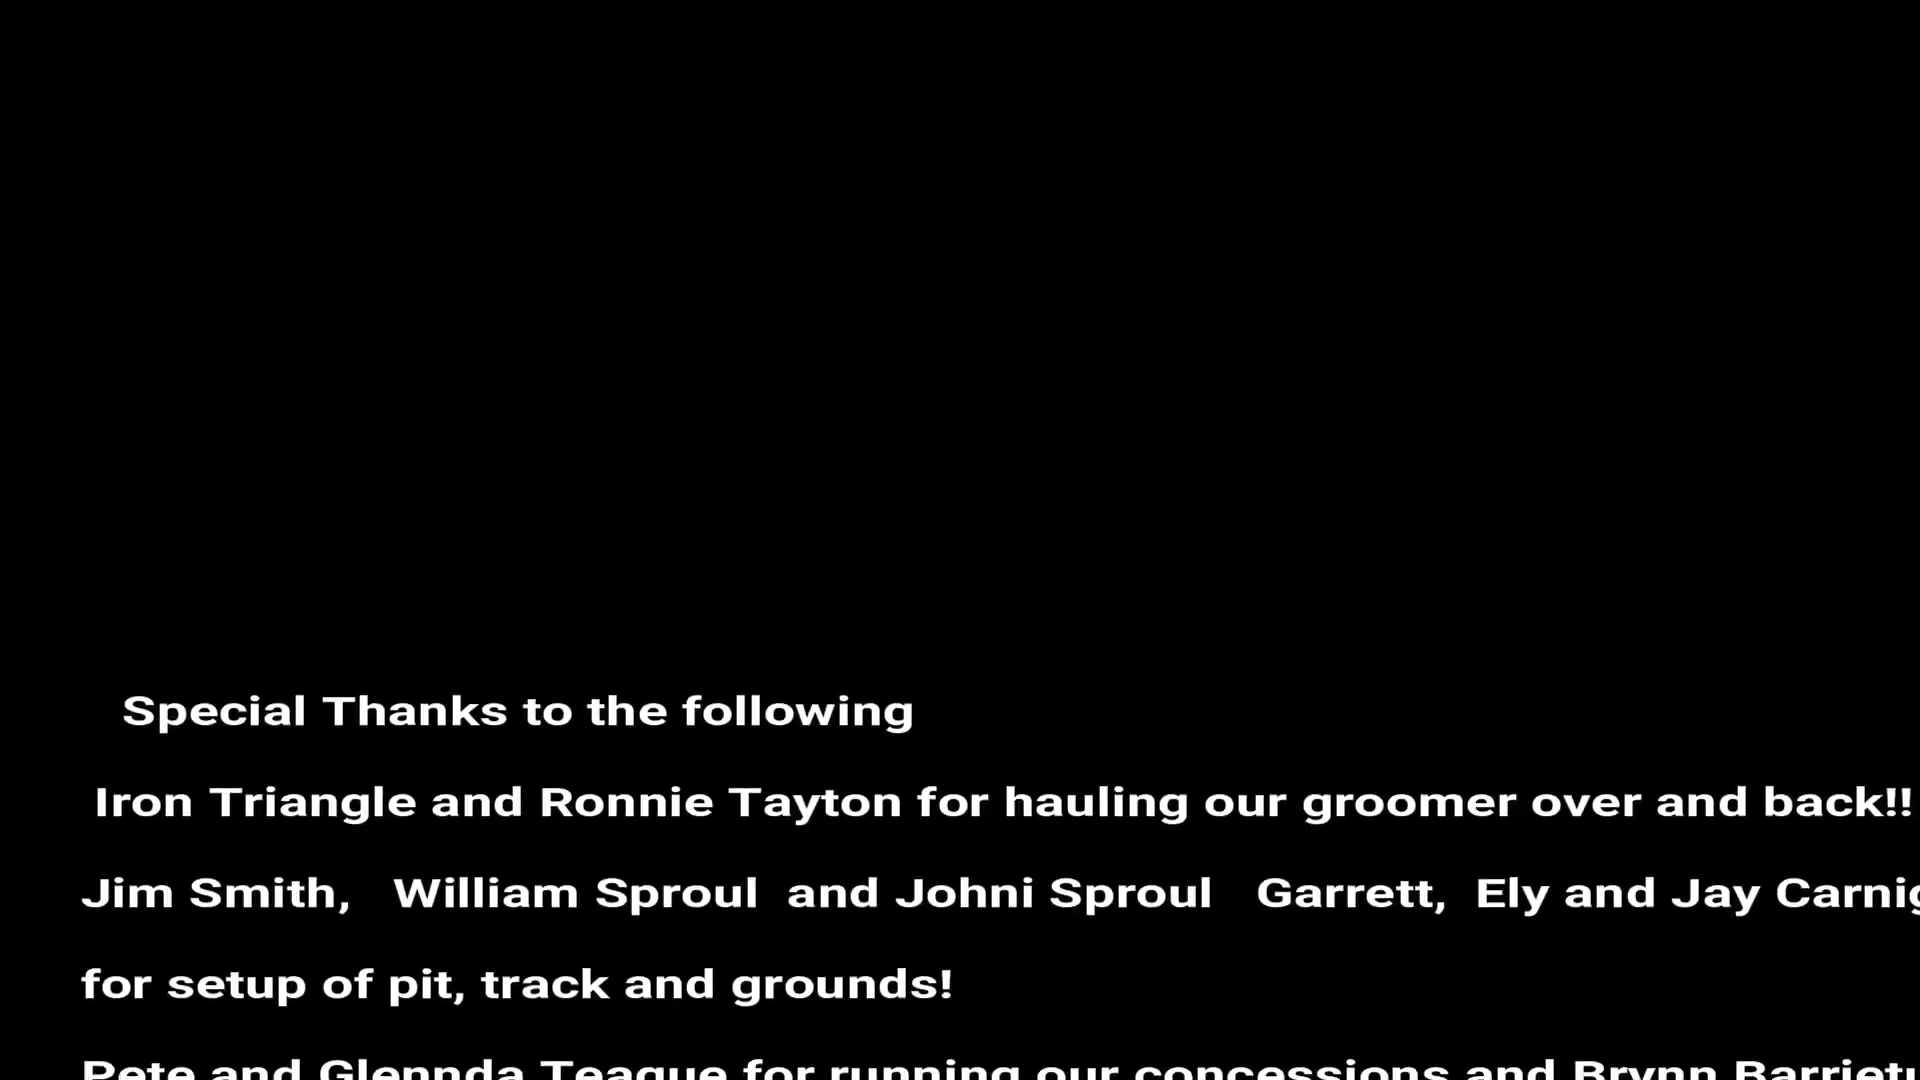 Special Thanks to the following
Iron Triangle and Ronnie Tayton for hauling our groomer over and back!!
Jim Smith,   William Sproul  and Johni Sproul   Garrett,  Ely and Jay
for setup of pit, track and grounds!
Pete and Glennda Teague for running our concessions and Brynn